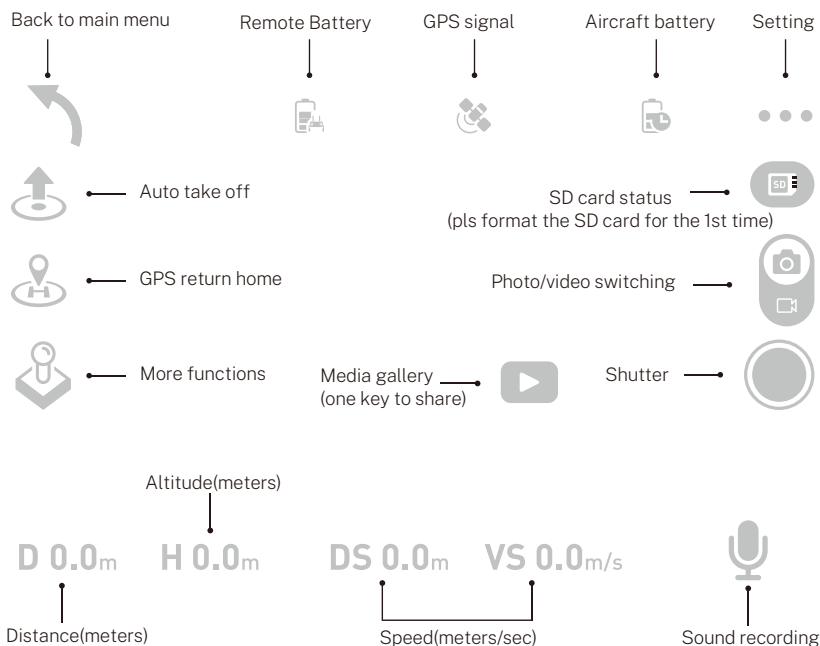 Back to main menu
Remote Battery
GPS signal
Aircraft battery
Setting
Auto take off
SD
SD card status
(pls format the SD card for the 1st time)
GPS return home
Photo/video switching
More functions
Media gallery
(one key to share)
Shutter
Altitude(meters)
D 0.0m
H 0.0m
DS 0.0m
VS 0.0m/s
Distance(meters)
Speed(meters/sec)
Sound recording